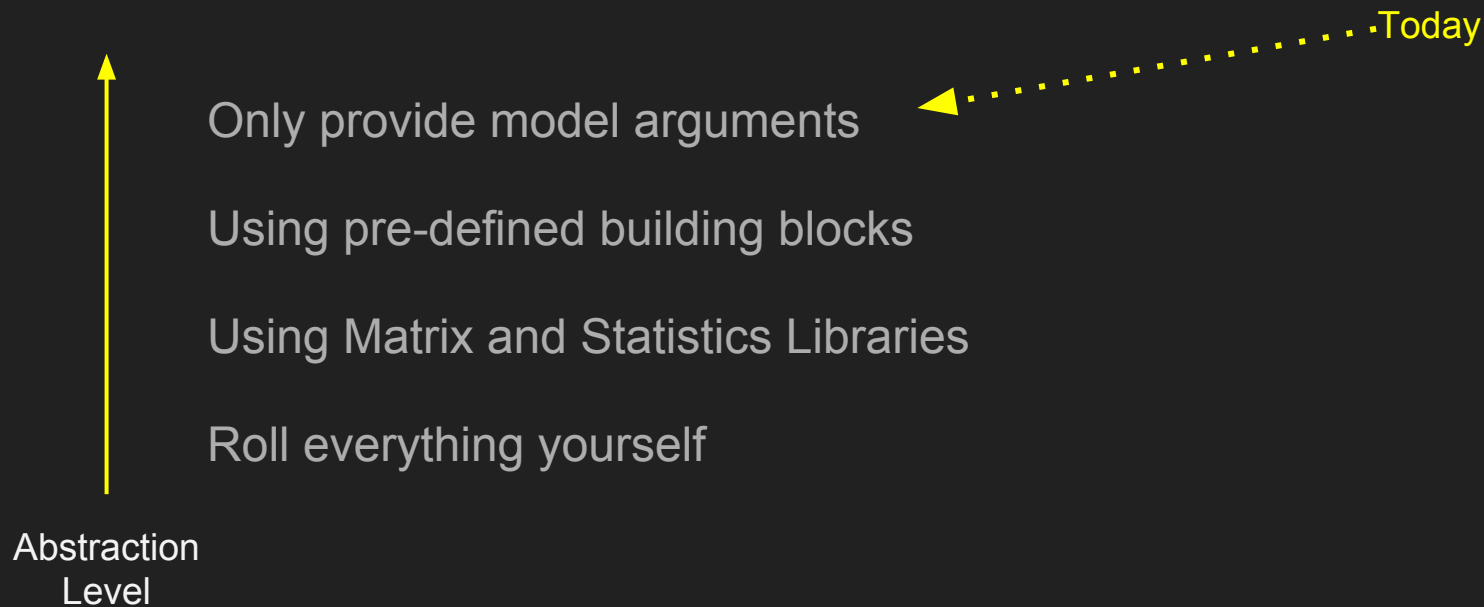 Today
Only provide model arguments
Using pre-defined building blocks
Using Matrix and Statistics Libraries
Roll everything yourself
Abstraction
Level